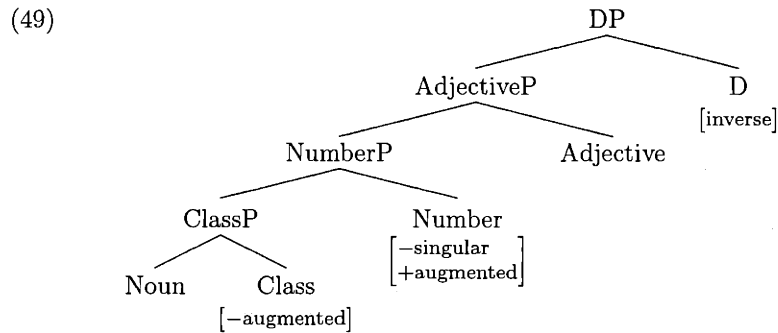 (49)
DP
AdjectiveP D
[inverse]
NumberP Adjective
ClassP Number
[−singular
+augmented]
Noun Class
[−augmented]